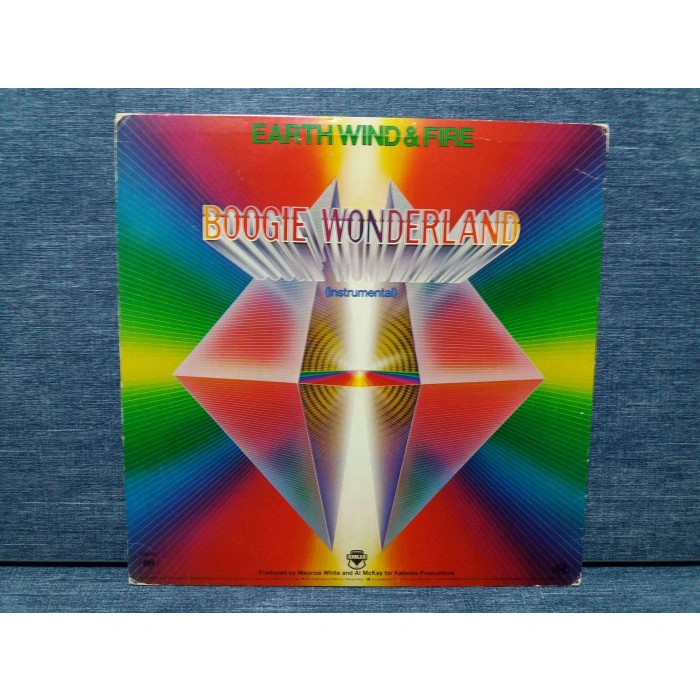 EARTH WIND & FIRE
BOOGIE WONDERLAND
(Instrumental)
Produced by Maurice White and Al McKay for Kalimba Productions